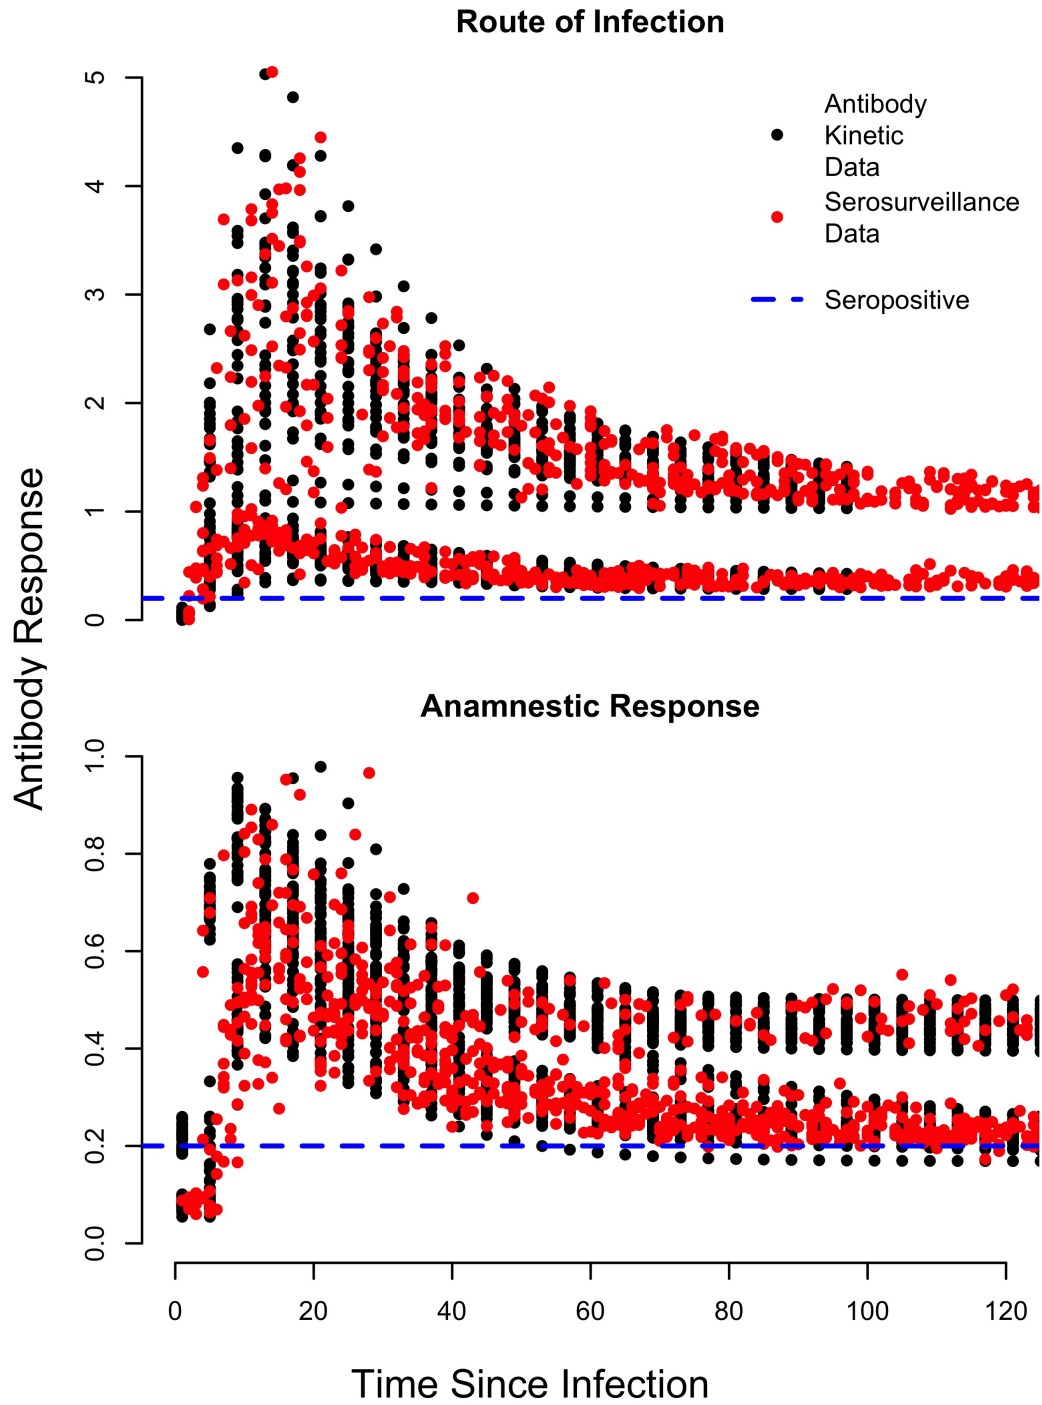 Route of Infection
Antibody
Kinetic
Data
Serosurveillance
Data
Seropositive
5
4
3
2
1
0
Antibody Response
Anamnestic Response
1.0
0.8
0.6
0.4
0.2
0.0
0 20 40 60 80 100 120
Time Since Infection